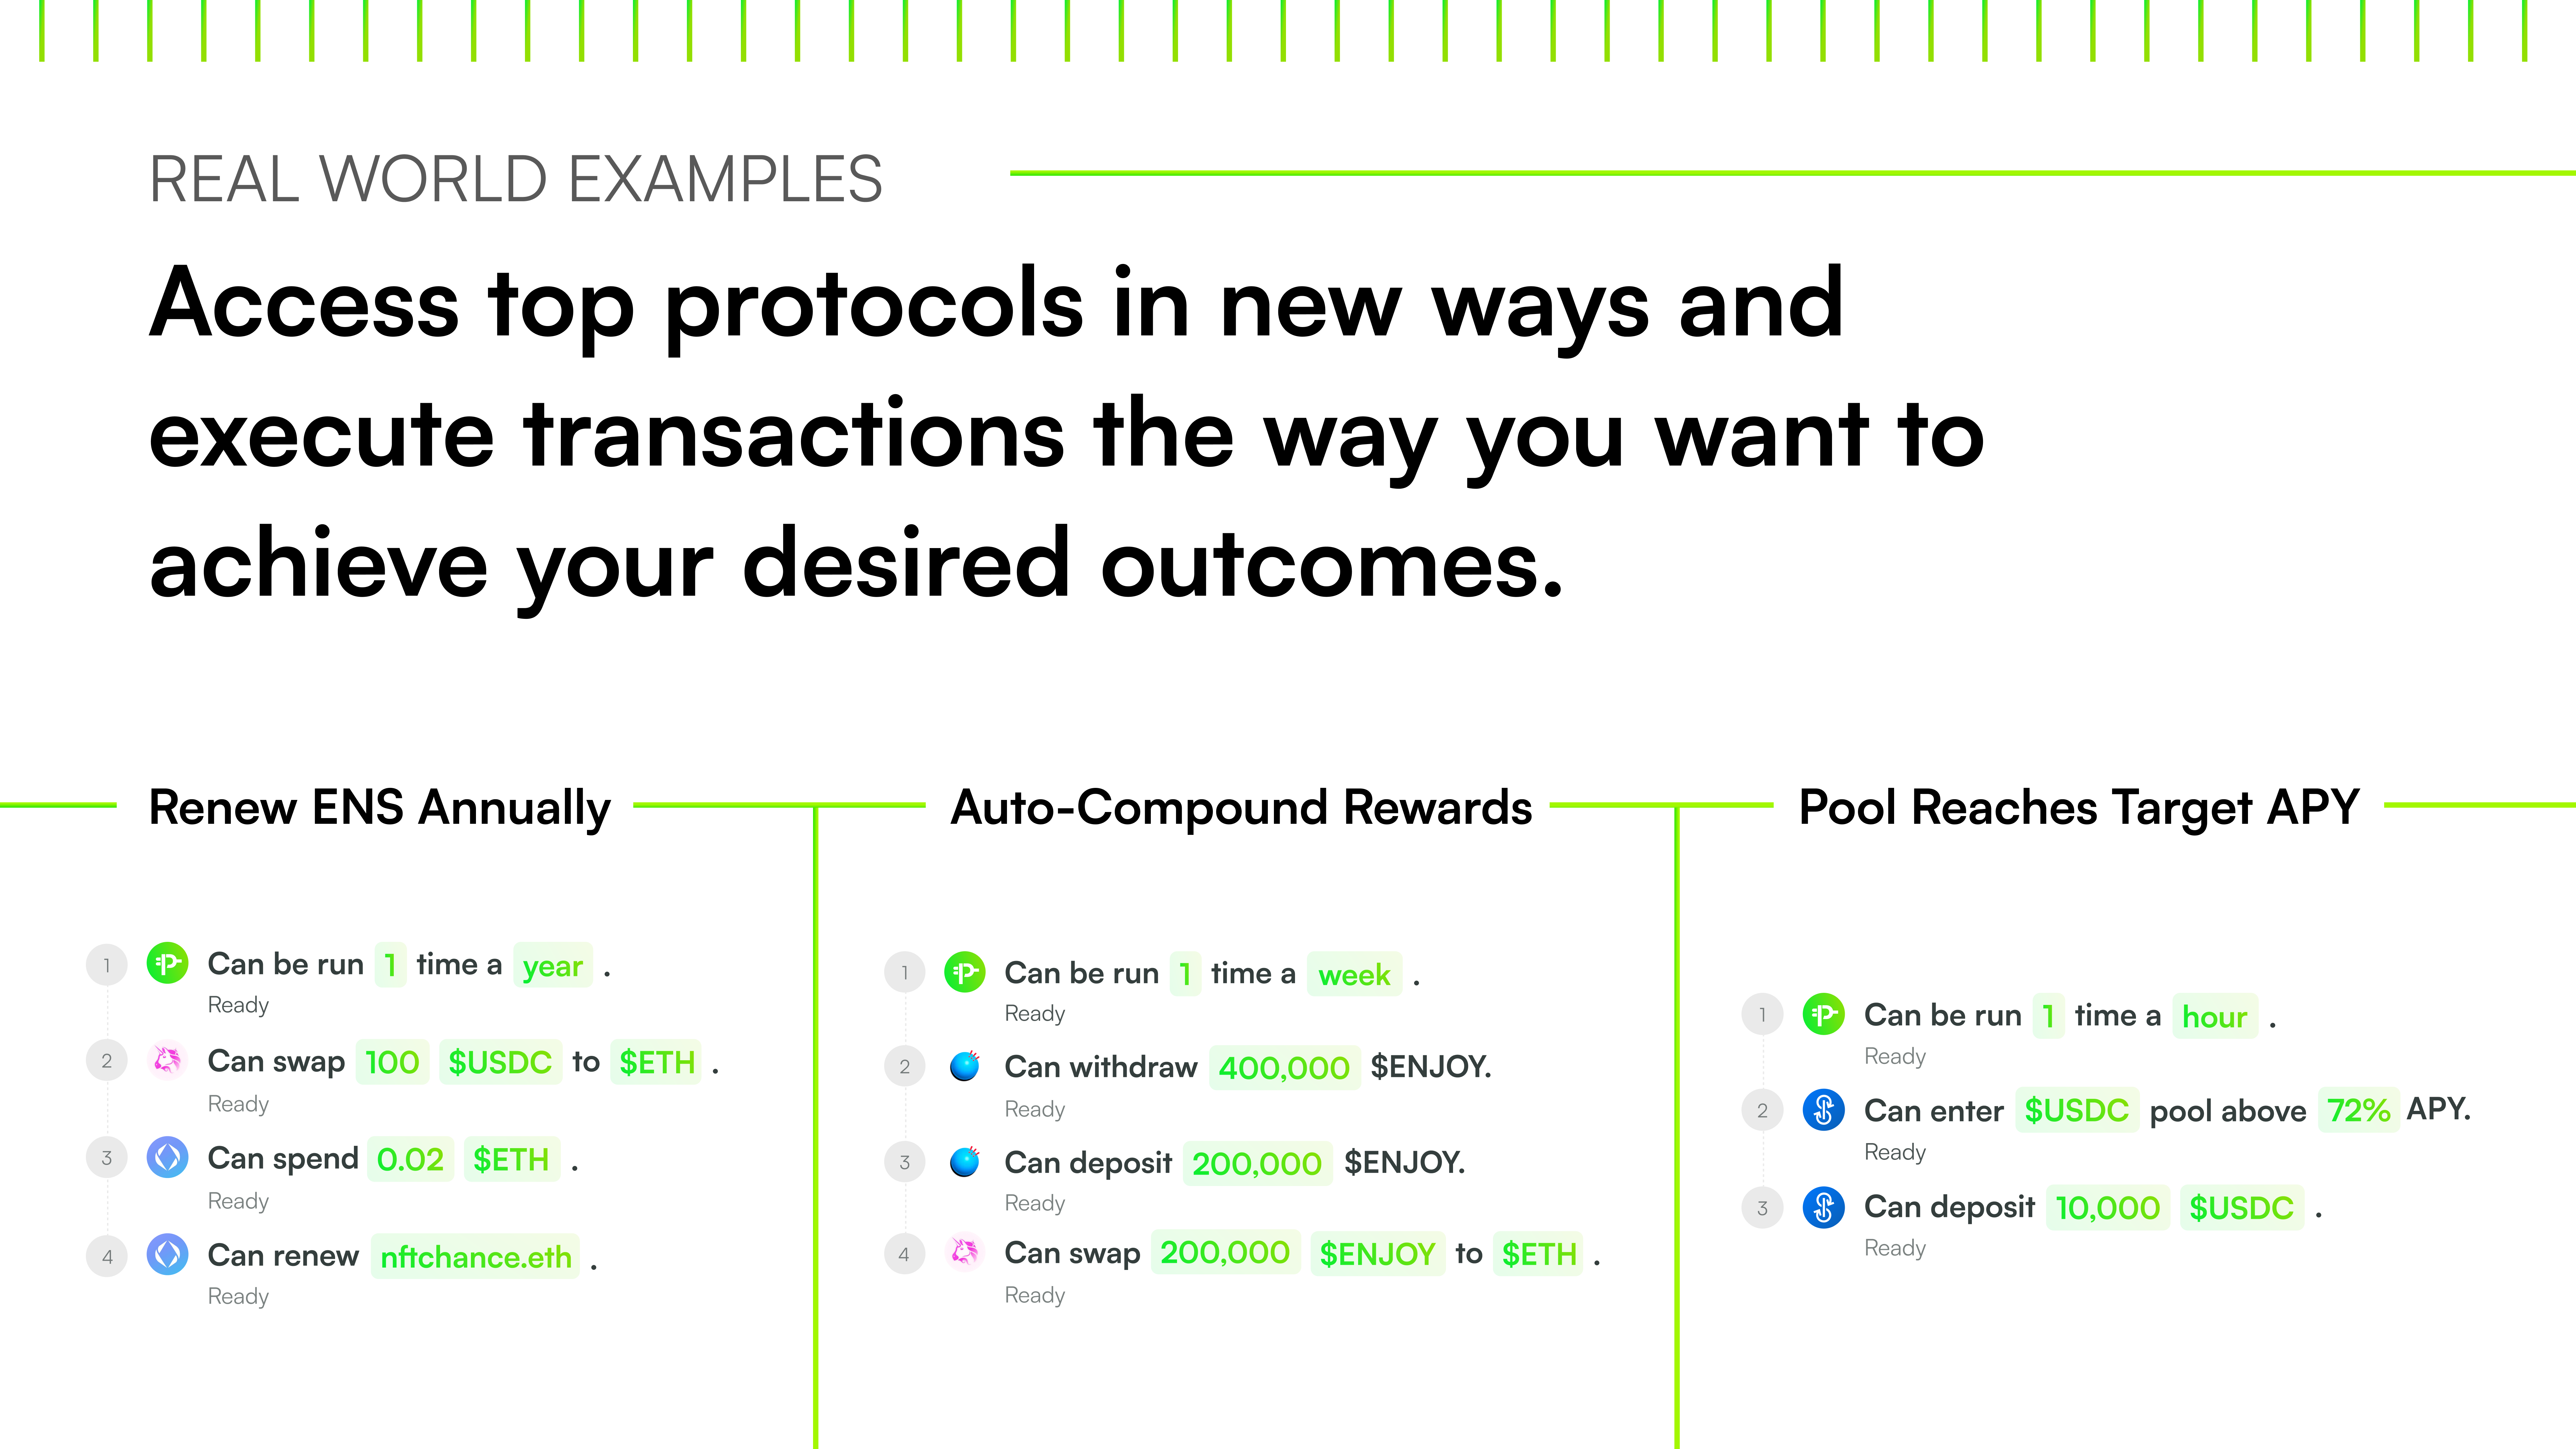 REAL WORLD EXAMPLES
Access top protocols in new ways and
execute transactions the way you want to
achieve your desired outcomes.
Renew ENS Annually
1 Can be run 1 time a year .
Ready
2 Can swap 100 $USDC to $ETH .
Ready
3 Can spend 0.02 $ETH .
Ready
4 Can renew nftchance.eth .
Ready
Auto-Compound Rewards
1 Can be run 1 time a week .
Ready
2 Can withdraw 400,000 $ENJOY.
Ready
3 Can deposit 200,000 $ENJOY.
Ready
4 Can swap 200,000 $ENJOY to $ETH .
Ready
Pool Reaches Target APY
1 Can be run 1 time a hour .
Ready
2 Can enter $USDC pool above 72% APY.
Ready
3 Can deposit 10,000 $USDC .
Ready